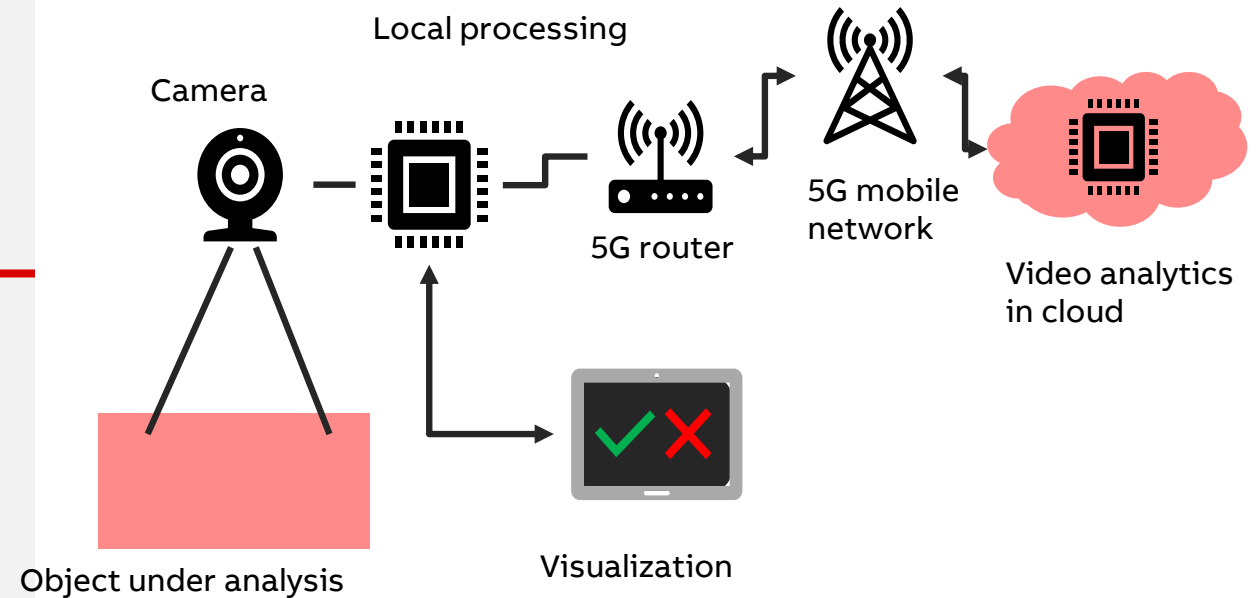 Local processing
Camera
5G router
5G mobile
network
Video analytics
in cloud
Visualization
Object under analysis